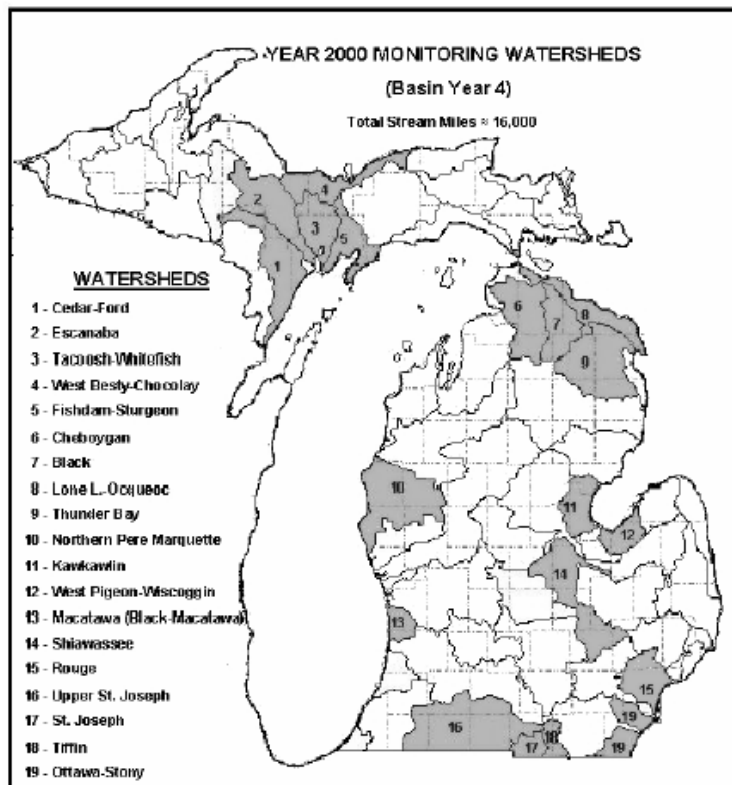 YEAR 2000 MONITORING WATERSHEDS
(Basin Year 4)
Total Stream Miles ≈ 16,000
WATERSHEDS
1 - Cedar-Ford
2 - Escanaba
3 - Tacoosh-Whitefish
4 - West Besty-Chocolay
5 - Fishdam-Sturgeon
6 - Cheboygan
7 - Black
8 - Lone L.-Ocqueoc
9 - Thunder Bay
10 - Northern Pere Marquette
11 - Kawkawlin
12 - West Pigeon-Wiscoggin
13 - Macatawa (Black-Macatawa)
14 - Shiawassee
15 - Rouge
16 - Upper St. Joseph
17 - St. Joseph
18 - Tiffin
19 - Ottawa-Stony
4
2
3
5
1
6
7
8
9
10
11
12
14
13
15
19
16
18
17
19